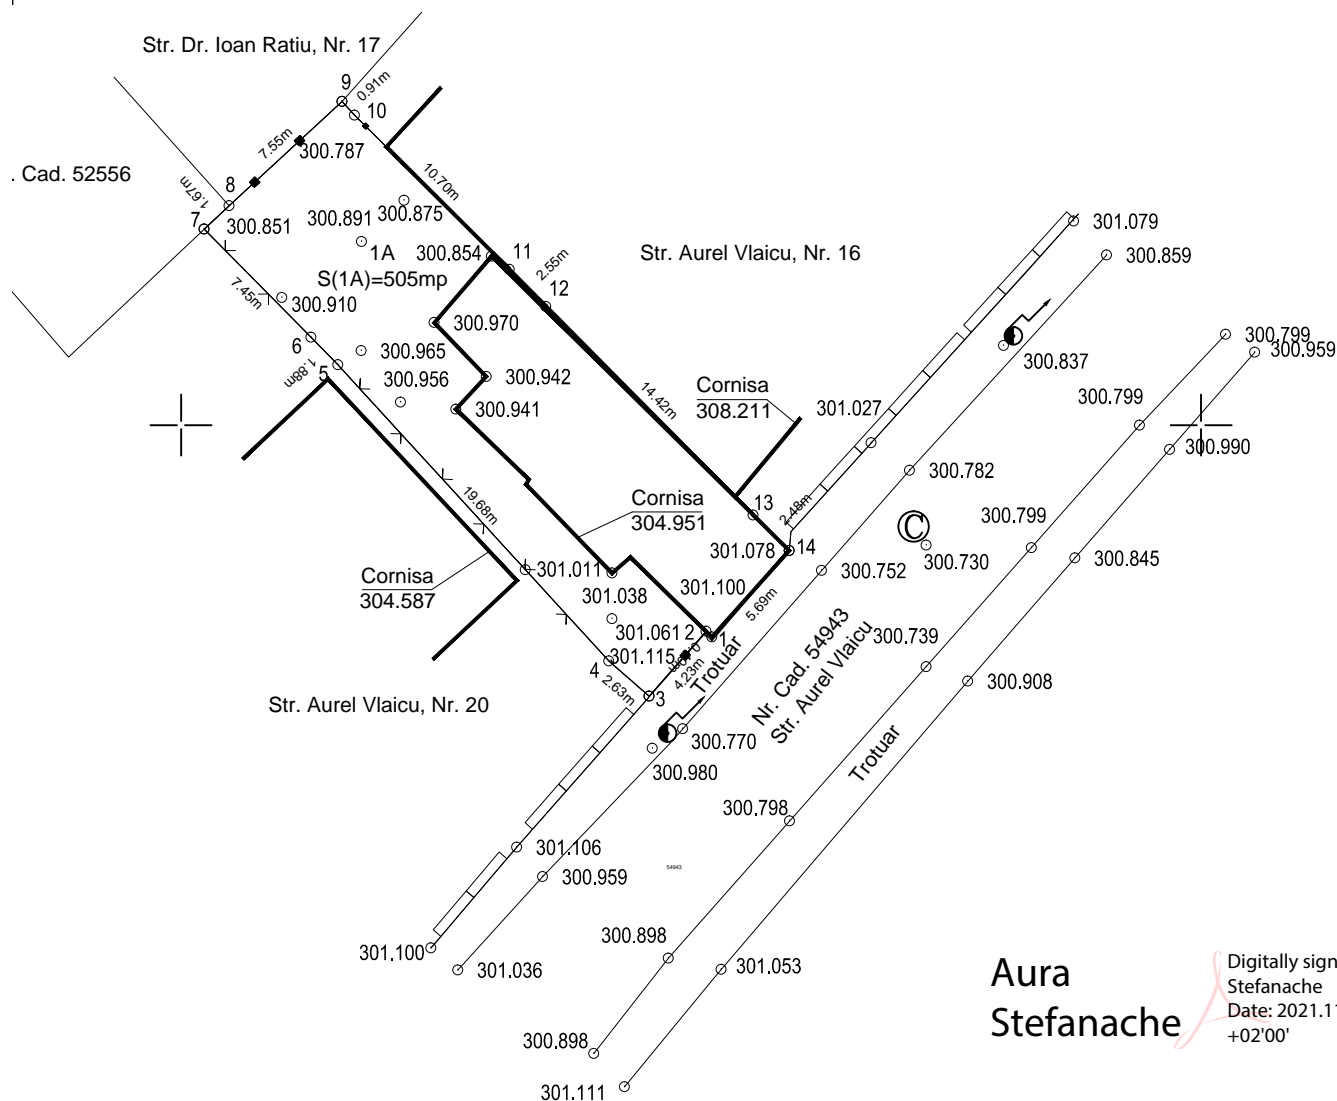 Str. Dr. Ioan Ratiu, Nr. 17
9
0.91m
10
7.55m
300.787
. Cad. 52556
8
1.67m
7
300.851
300.891
300.875
10.70m
1A
300.854
11
S(1A)=505mp
2.55m
12
Str. Aurel Vlaicu, Nr. 16
301.079
300.859
7.45m
300.910
300.970
6
300.965
1.88m
5
300.956
300.942
300.941
14.42m
Cornisa
308.211
301.027
300.837
300.799
300.959
300.799
300.990
300.782
19.68m
Cornisa
304.951
13
2.48m
301.078
14
C
300.730
300.799
300.845
300.752
Cornisa
304.587
301.011
301.038
301.100
5.69m
301.061
2
1
301.115
4
4.23m
2.63m
3
Trotuar
Nr. Cad. 54943
Str. Aurel Vlaicu
300.739
300.908
Str. Aurel Vlaicu, Nr. 20
300.770
300.980
Trotuar
300.798
301.106
300.959
54943
301.100
301.036
300.898
301.053
300.898
301.111
Aura
Stefanache
Digitally sign
Stefanache
Date: 2021.11
+02'00'